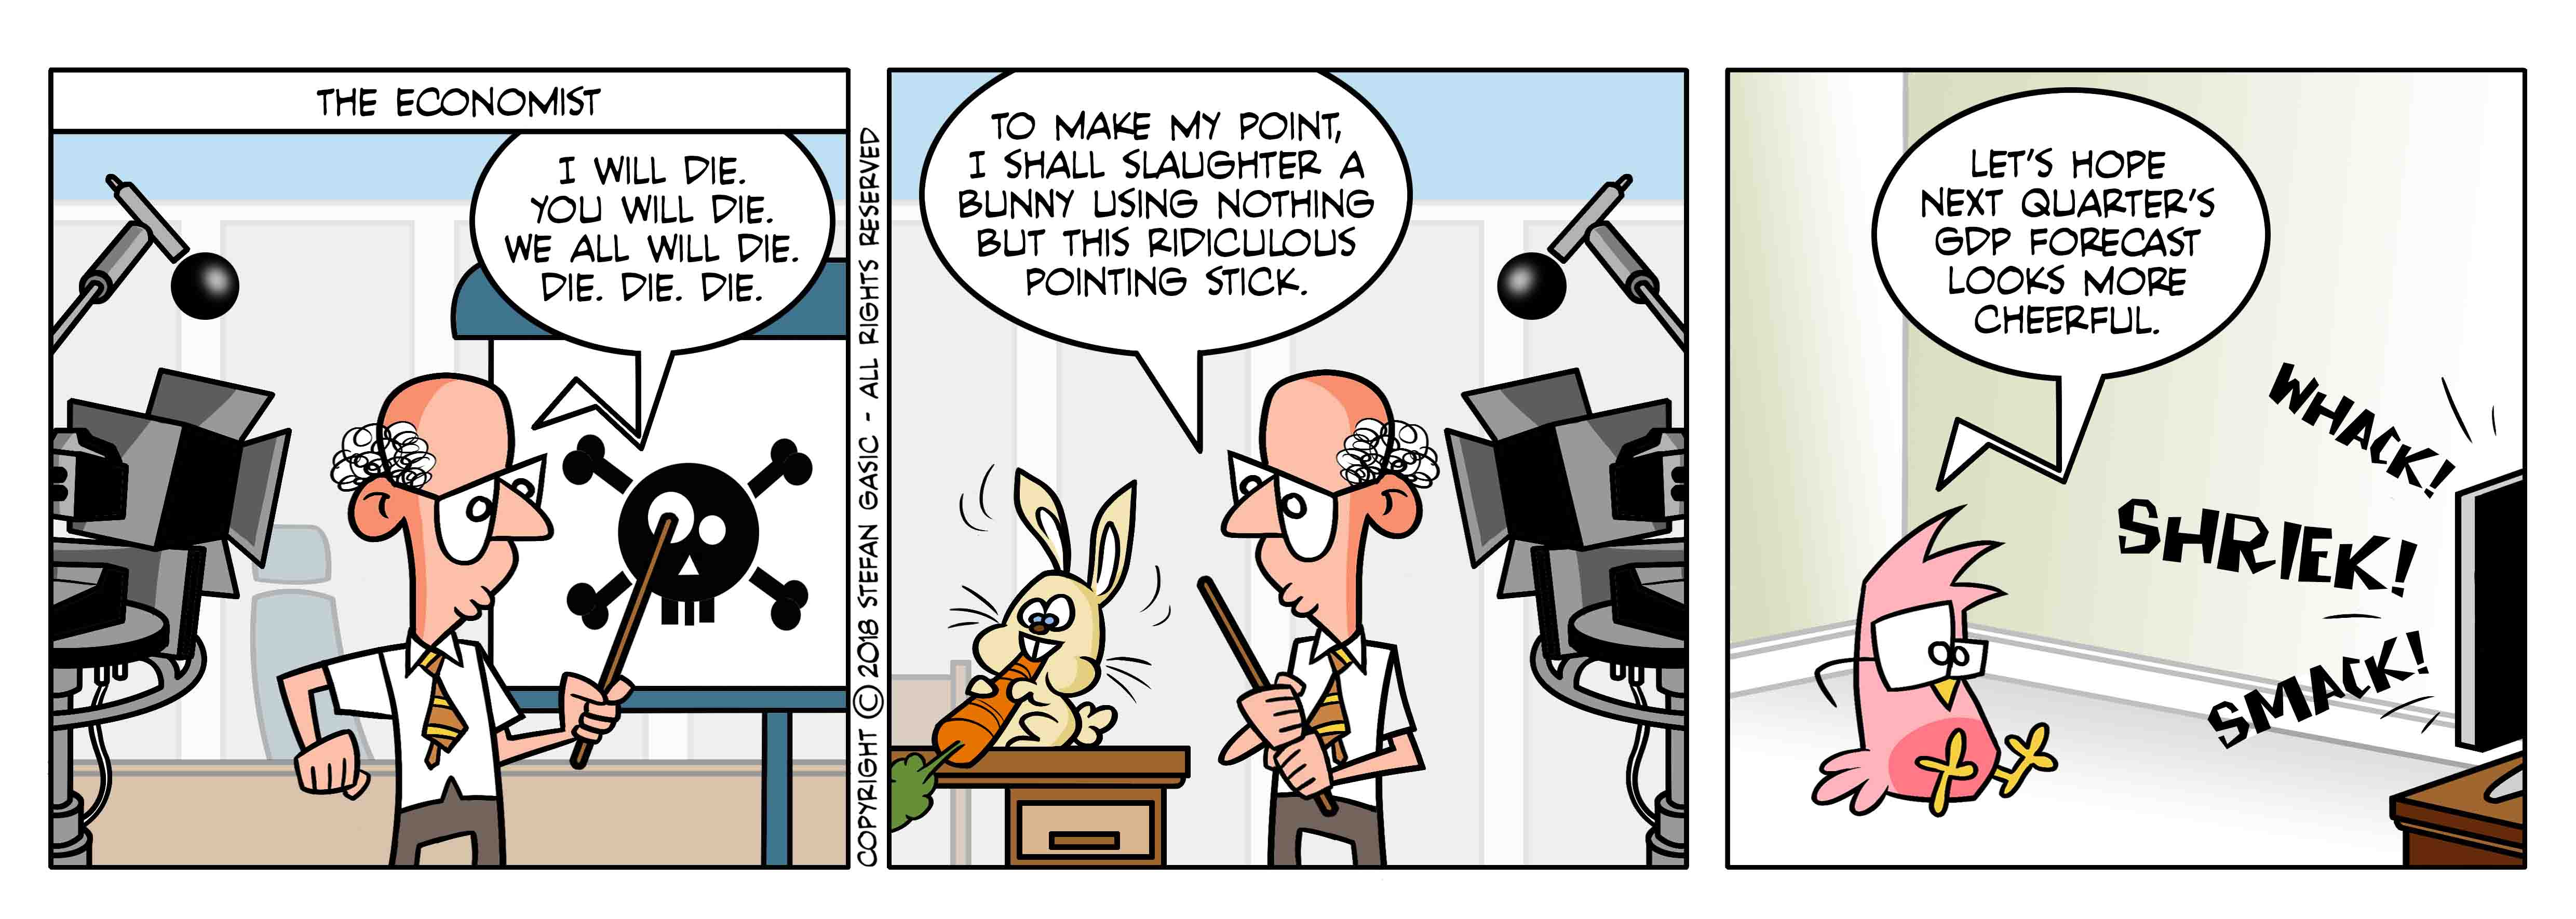 THE ECONOMIST
I WILL DIE.
YOU WILL DIE.
WE ALL WILL DIE.
DIE. DIE. DIE.
COPYRIGHT © 2018 STEFAN GASIC - ALL RIGHTS RESERVED
TO MAKE MY POINT,
I SHALL SLAUGHTER A
BUNNY USING NOTHING
BUT THIS RIDICULOUS
POINTING STICK.
LET'S HOPE
NEXT QUARTER'S
GDP FORECAST
LOOKS MORE
CHEERFUL.
WHACK!
SHRIEK!
SMACK!